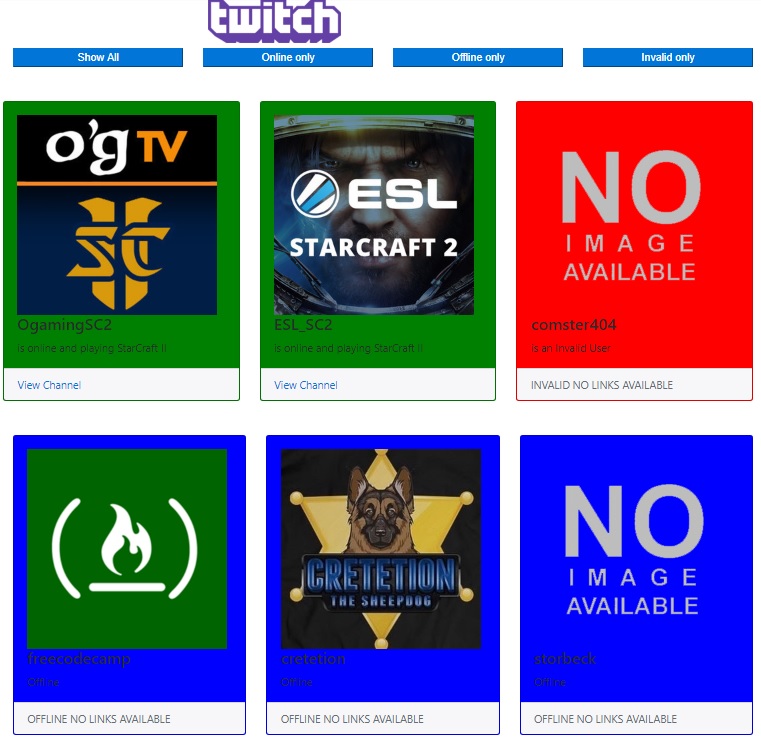 twitch
Show All
Online only
Offline only
Invalid only
o'g TV
SC
II
OgamingSC2
is online and playing StarCraft II
View Channel
ESL
STARCRAFT 2
ESL_SC2
is online and playing StarCraft II
View Channel
NO
IMAGE
AVAILABLE
comster404
is an Invalid User
INVALID NO LINKS AVAILABLE
freecodecamp
Offline
OFFLINE NO LINKS AVAILABLE
CRETETION
THE SHEEPDOG
cretetion
Offline
OFFLINE NO LINKS AVAILABLE
NO
IMAGE
AVAILABLE
storbeck
Offline
OFFLINE NO LINKS AVAILABLE